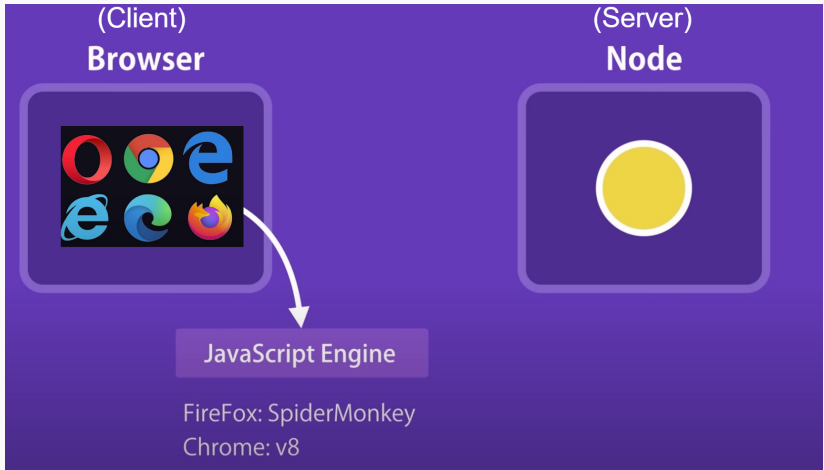 (Client)
Browser
(Server)
Node
JavaScript Engine
FireFox: SpiderMonkey
Chrome: v8